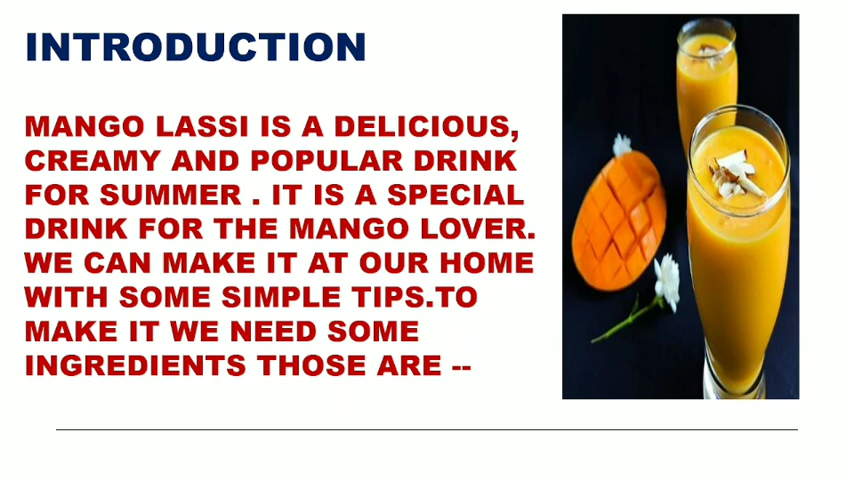 INTRODUCTION
MANGO LASSI IS A DELICIOUS,
CREAMY AND POPULAR DRINK
FOR SUMMER . IT IS A SPECIAL
DRINK FOR THE MANGO LOVER.
WE CAN MAKE IT AT OUR HOME
WITH SOME SIMPLE TIPS.TO
MAKE IT WE NEED SOME
INGREDIENTS THOSE ARE --